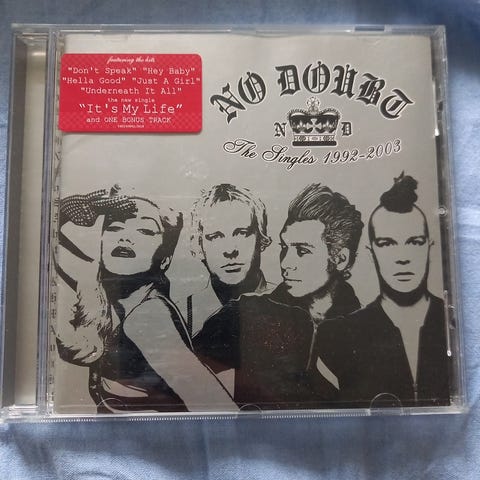 featuring the hits
"Don't Speak" "Hey Baby"
"Hella Good" "Just A Girl"
"Underneath It All"
the new single
"It's My Life"
and ONE BONUS TRACK
NO DOUBT
N D
The Singles 1992-2003